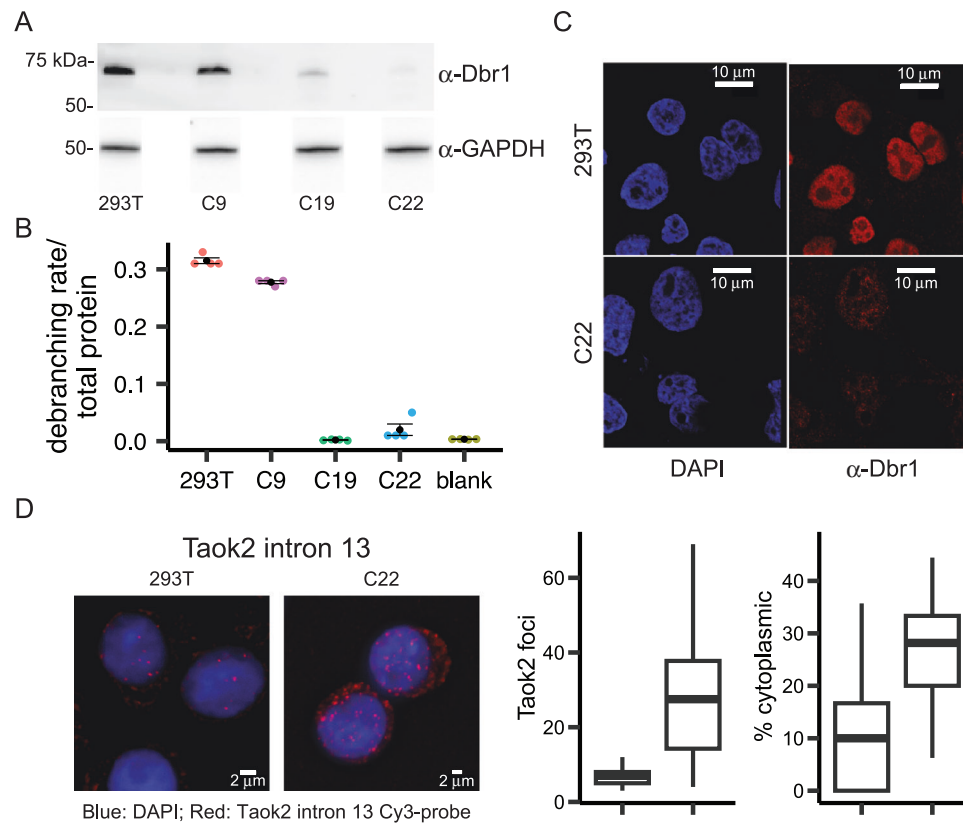 A
75 kDa-
α-Dbr1
50-
50-
α-GAPDH
293T C9 C19 C22
B
debranching rate/
total protein
0.3
0.2
0.1
0.0
293T C9 C19 C22 blank
C
10 µm 10 µm
293T
10 µm 10 µm
C22
DAPI α-Dbr1
D
Taok2 intron 13
293T C22
2 µm 2 µm
Blue: DAPI; Red: Taok2 intron 13 Cy3-probe
Taok2 foci
60
40
20
0
% cytoplasmic
40
30
20
10
0